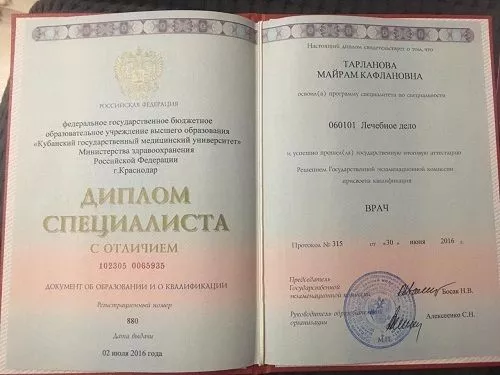 РОССИЙСКАЯ ФЕДЕРАЦИЯ
федеральное государственное бюджетное
образовательное учреждение высшего образования
«Кубанский государственный медицинский университет»
Министерства здравоохранения
Российской Федерации
г.Краснодар
ДИПЛОМ
СПЕЦИАЛИСТА
С ОТЛИЧИЕМ
102305 0065935
ДОКУМЕНТ ОБ ОБРАЗОВАНИИ И О КВАЛИФИКАЦИИ
Регистрационный номер
880
Дата выдачи
02 июля 2016 года
Настоящий диплом свидетельствует о том, что
ТАРЛАНОВА
МАЙРАМ КАФЛАНОВНА
освоил(а) программу специалитета по специальности
060101 Лечебное дело
и успешно прошел(ла) государственную итоговую аттестацию
Решением Государственной экзаменационной комиссии
присвоена квалификация
ВРАЧ
Протокол № 315 от «30» июня 2016 г.
Председатель
Государственной
экзаменационной комиссии
Босак Н.В.
Руководитель образовательной
организации
Алексеенко С.Н.
М.П.